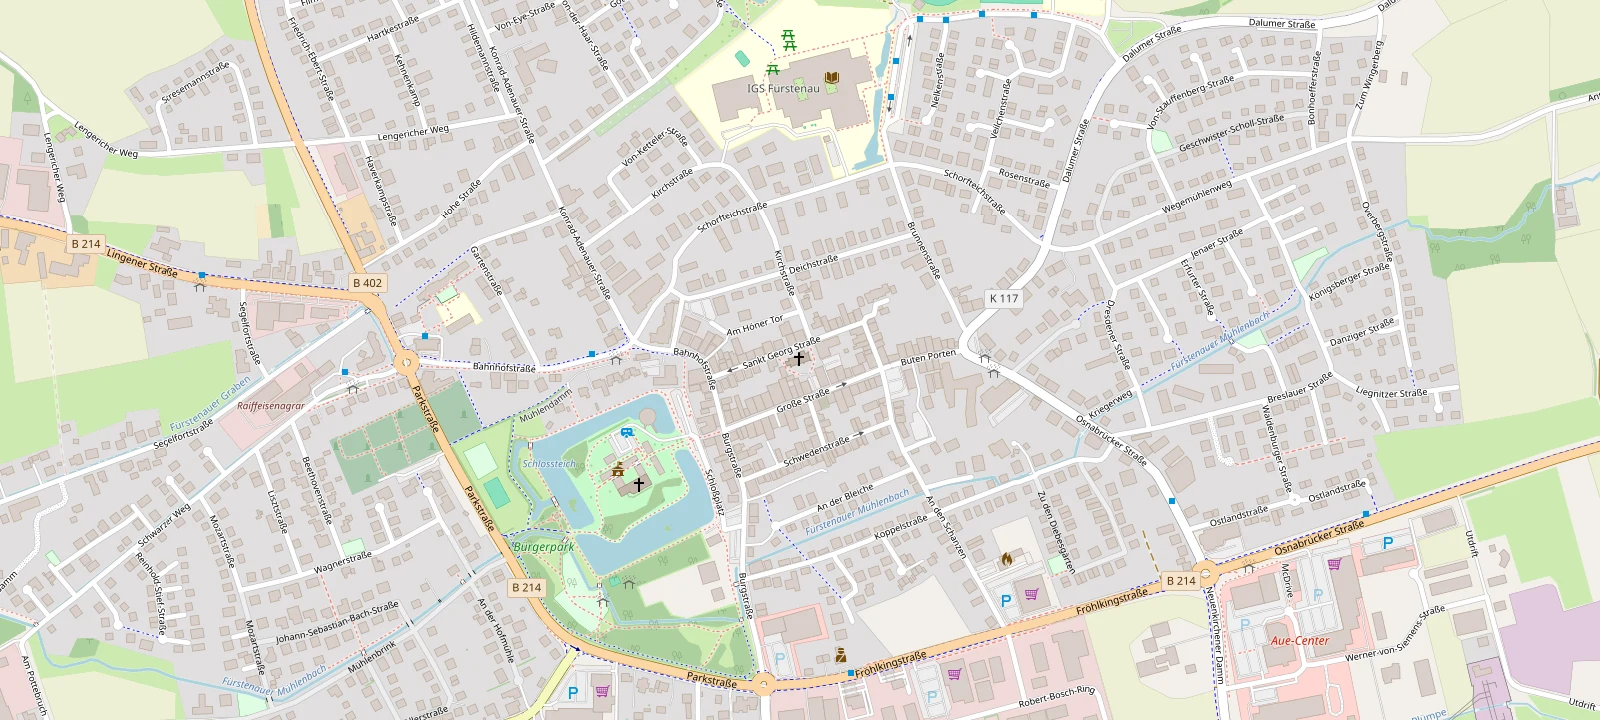 Von-Eye-Straße
Hartkestraße
Von-der-Haar-Straße
Friedrich-Ebert-Straße
Kehnenkamp
Hildemannstraße
Konrad-Adenauer-Straße
Stresemannstraße
Lengericher Weg
Lengericher Weg
Lengericher Weg
Haverkampstraße
Hohe Straße
Von-Ketteler-Straße
Kirchstraße
IGS Fürstenau
Nelkenstraße
Veilchenstraße
Rosenstraße
Schorfteichstraße
Schorfteichstraße
Dalumer Straße
Dalumer Straße
Dalumer Straße
Von-Stauffenberg-Straße
Geschwister-Scholl-Straße
Bonhoefferstraße
Zum Wingerberg
Wegemühlenweg
Overbergstraße
Jenaer Straße
Erfurter Straße
Königsberger Straße
Danziger Straße
Dresdener Straße
Fürstenauer Mühlenbach
Liegnitzer Straße
Breslauer Straße
Waldenburger Straße
Kriegerweg
Osnabrücker Straße
Ostlandstraße
Ostlandstraße
Osnabrücker Straße
B 214
Lingener Straße
B 402
Gartenstraße
Konrad-Adenauer-Straße
Kirchstraße
Deichstraße
Brunnenstraße
K 117
Am Höner Tor
Sankt Georg Straße
Bahnhofstraße
Bahnhofstraße
Buten Porten
Große Straße
Schwedenstraße
Segelfortstraße
Segelfortstraße
Fürstenauer Graben
Raiffeisenagrar
Parkstraße
Parkstraße
Mühlendamm
Schlossteich
Burgstraße
Schloßplatz
An der Bleiche
Fürstenauer Mühlenbach
Koppelstraße
An den Schanzen
Zu den Diebesgärten
Beethovenstraße
Lisztstraße
Mozartstraße
Schwarzer Weg
Wagnerstraße
Reinhold-Stief-Straße
Johann-Sebastian-Bach-Straße
Mozartstraße
Mühlenbrink
Fürstenauer Mühlenbach
An der Hofmühle
Am Pottebruch
Bürgerpark
B 214
Burgstraße
Parkstraße
Fröhlkingstraße
Fröhlkingstraße
B 214
Robert-Bosch-Ring
Neuenkirchener Damm
McDrive
Aue-Center
Werner-von-Siemens-Straße
Utdrift
Utdrift
P
P
P
P
P
P
P